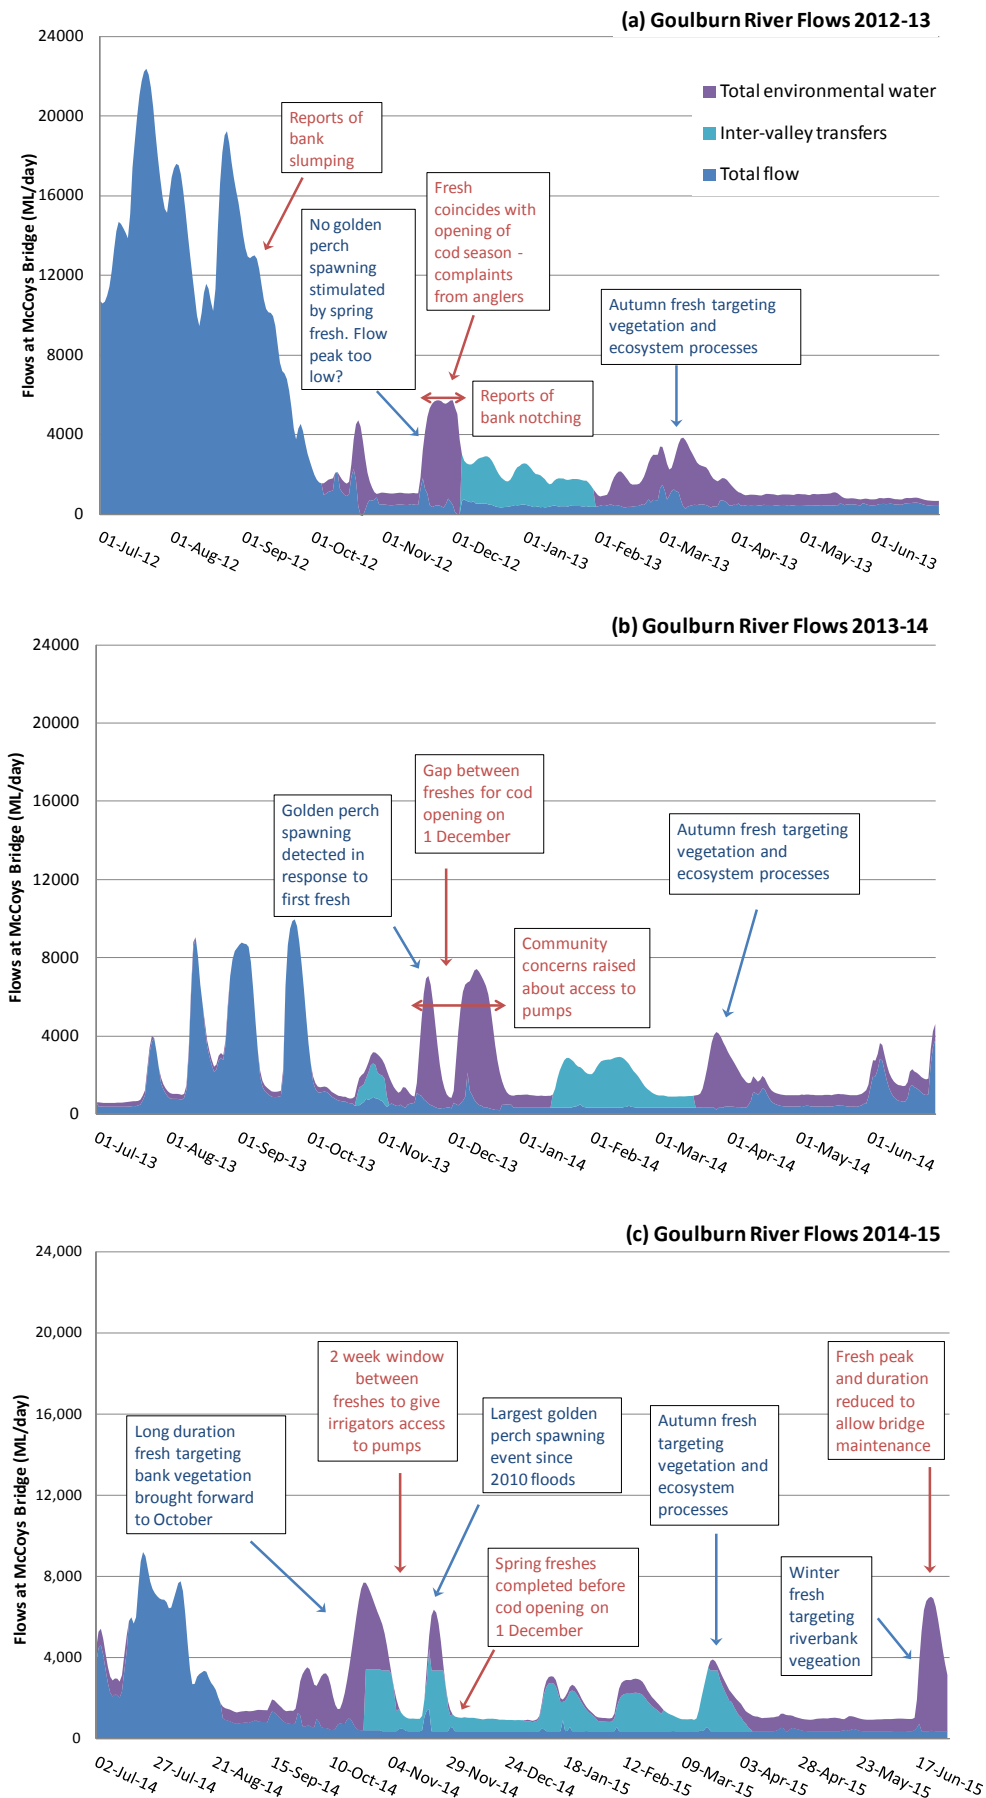 (a) Goulburn River Flows 2012-13
Flows at McCoys Bridge (ML/day)
24000
20000
16000
12000
8000
4000
0
Total environmental water
Inter-valley transfers
Total flow
Reports of
bank
slumping
No golden
perch
spawning
stimulated
by spring
fresh. Flow
peak too
low?
Fresh
coincides with
opening of
cod season -
complaints
from anglers
Reports of
bank notching
Autumn fresh targeting
vegetation and
ecosystem processes
01-Jul-12
01-Aug-12
01-Sep-12
01-Oct-12
01-Nov-12
01-Dec-12
01-Jan-13
01-Feb-13
01-Mar-13
01-Apr-13
01-May-13
01-Jun-13
(b) Goulburn River Flows 2013-14
Flows at McCoys Bridge (ML/day)
24000
20000
16000
12000
8000
4000
0
Golden perch
spawning
detected in
response to
first fresh
Gap between
freshes for cod
opening on
1 December
Community
concerns raised
about access to
pumps
Autumn fresh targeting
vegetation and
ecosystem processes
01-Jul-13
01-Aug-13
01-Sep-13
01-Oct-13
01-Nov-13
01-Dec-13
01-Jan-14
01-Feb-14
01-Mar-14
01-Apr-14
01-May-14
01-Jun-14
(c) Goulburn River Flows 2014-15
Flows at McCoys Bridge (ML/day)
24,000
20,000
16,000
12,000
8,000
4,000
0
Long duration
fresh targeting
bank vegetation
brought forward
to October
2 week window
between
freshes to give
irrigators access
to pumps
Largest golden
perch spawning
event since
2010 floods
Spring freshes
completed before
cod opening on
1 December
Autumn fresh
targeting
vegetation and
ecosystem
processes
Winter
fresh
targeting
riverbank
vegeation
Fresh peak
and duration
reduced to
allow bridge
maintenance
02-Jul-14
27-Jul-14
21-Aug-14
15-Sep-14
10-Oct-14
04-Nov-14
29-Nov-14
24-Dec-14
18-Jan-15
12-Feb-15
09-Mar-15
03-Apr-15
28-Apr-15
23-May-15
17-Jun-15